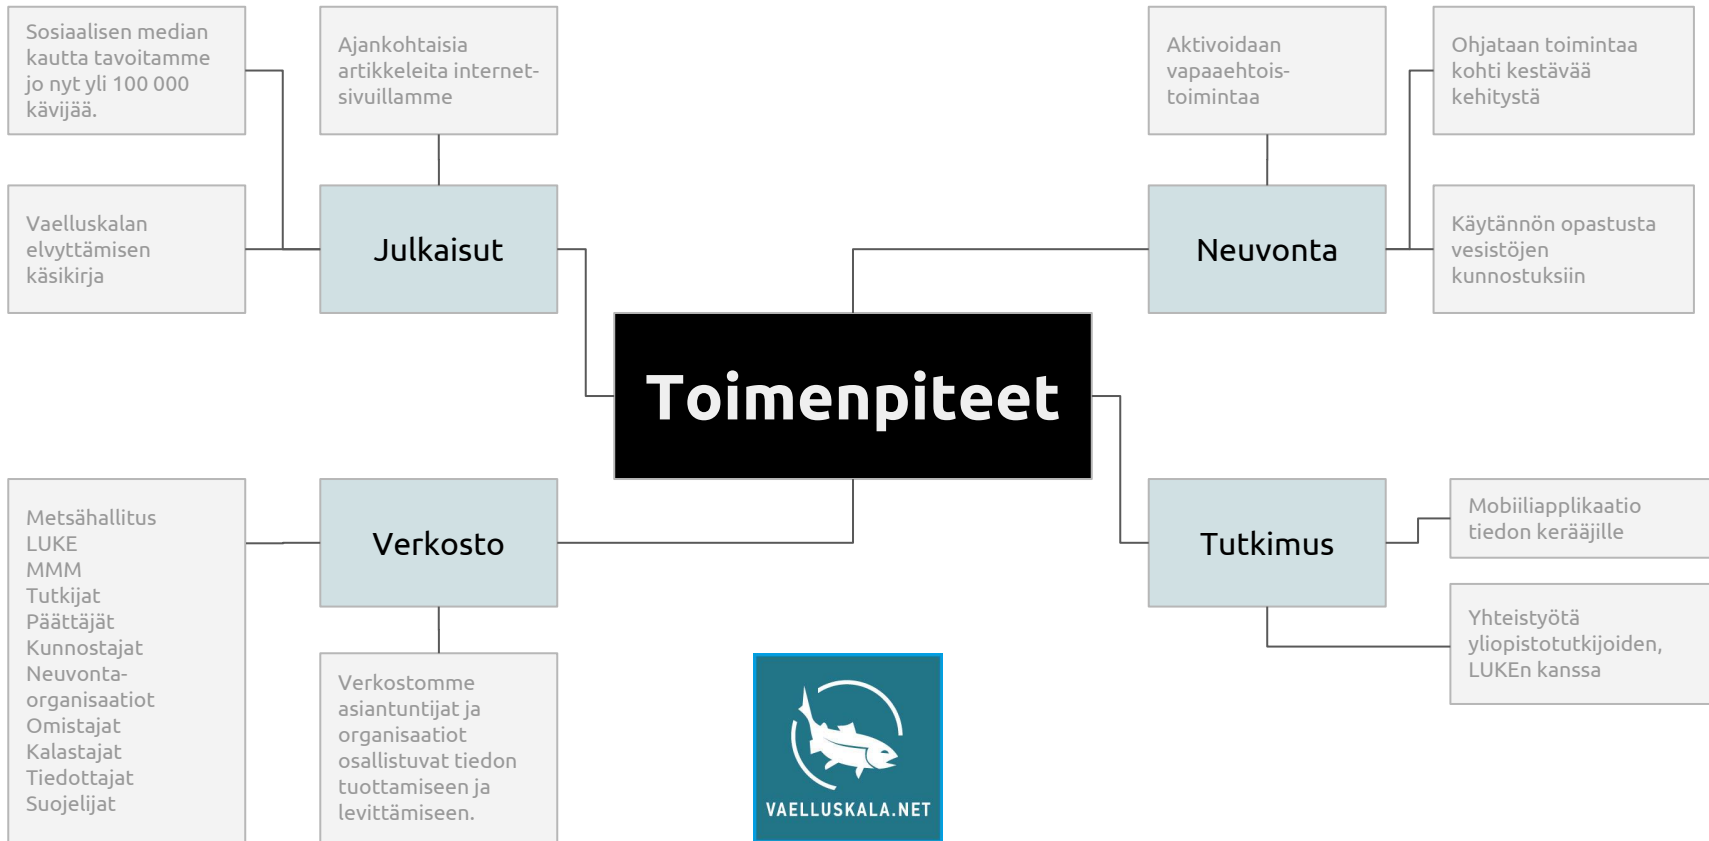 Sosiaalisen median
kautta tavoitamme
jo nyt yli 100 000
kävijää.
Ajankohtaisia
artikkeleita internet-
sivuillamme
Aktivoidaan
vapaaehtois-
toimintaa
Ohjataan toimintaa
kohti kestävää
kehitystä
Vaelluskalan
elvyttämisen
käsikirja
Julkaisut
Neuvonta
Käytännön opastusta
vesistöjen
kunnostuksiin
Toimenpiteet
Metsähallitus
LUKE
MMM
Tutkijat
Päättäjät
Kunnostajat
Neuvonta-
organisaatiot
Omistajat
Kalastajat
Tiedottajat
Suojelijat
Verkosto
Tutkimus
Mobiiliapplikaatio
tiedon kerääjille
Yhteistyötä
yliopistotutkijoiden,
LUKEn kanssa
Verkostomme
asiantuntijat ja
organisaatiot
osallistuvat tiedon
tuottamiseen ja
levittämiseen.
VAELLUSKALA.NET